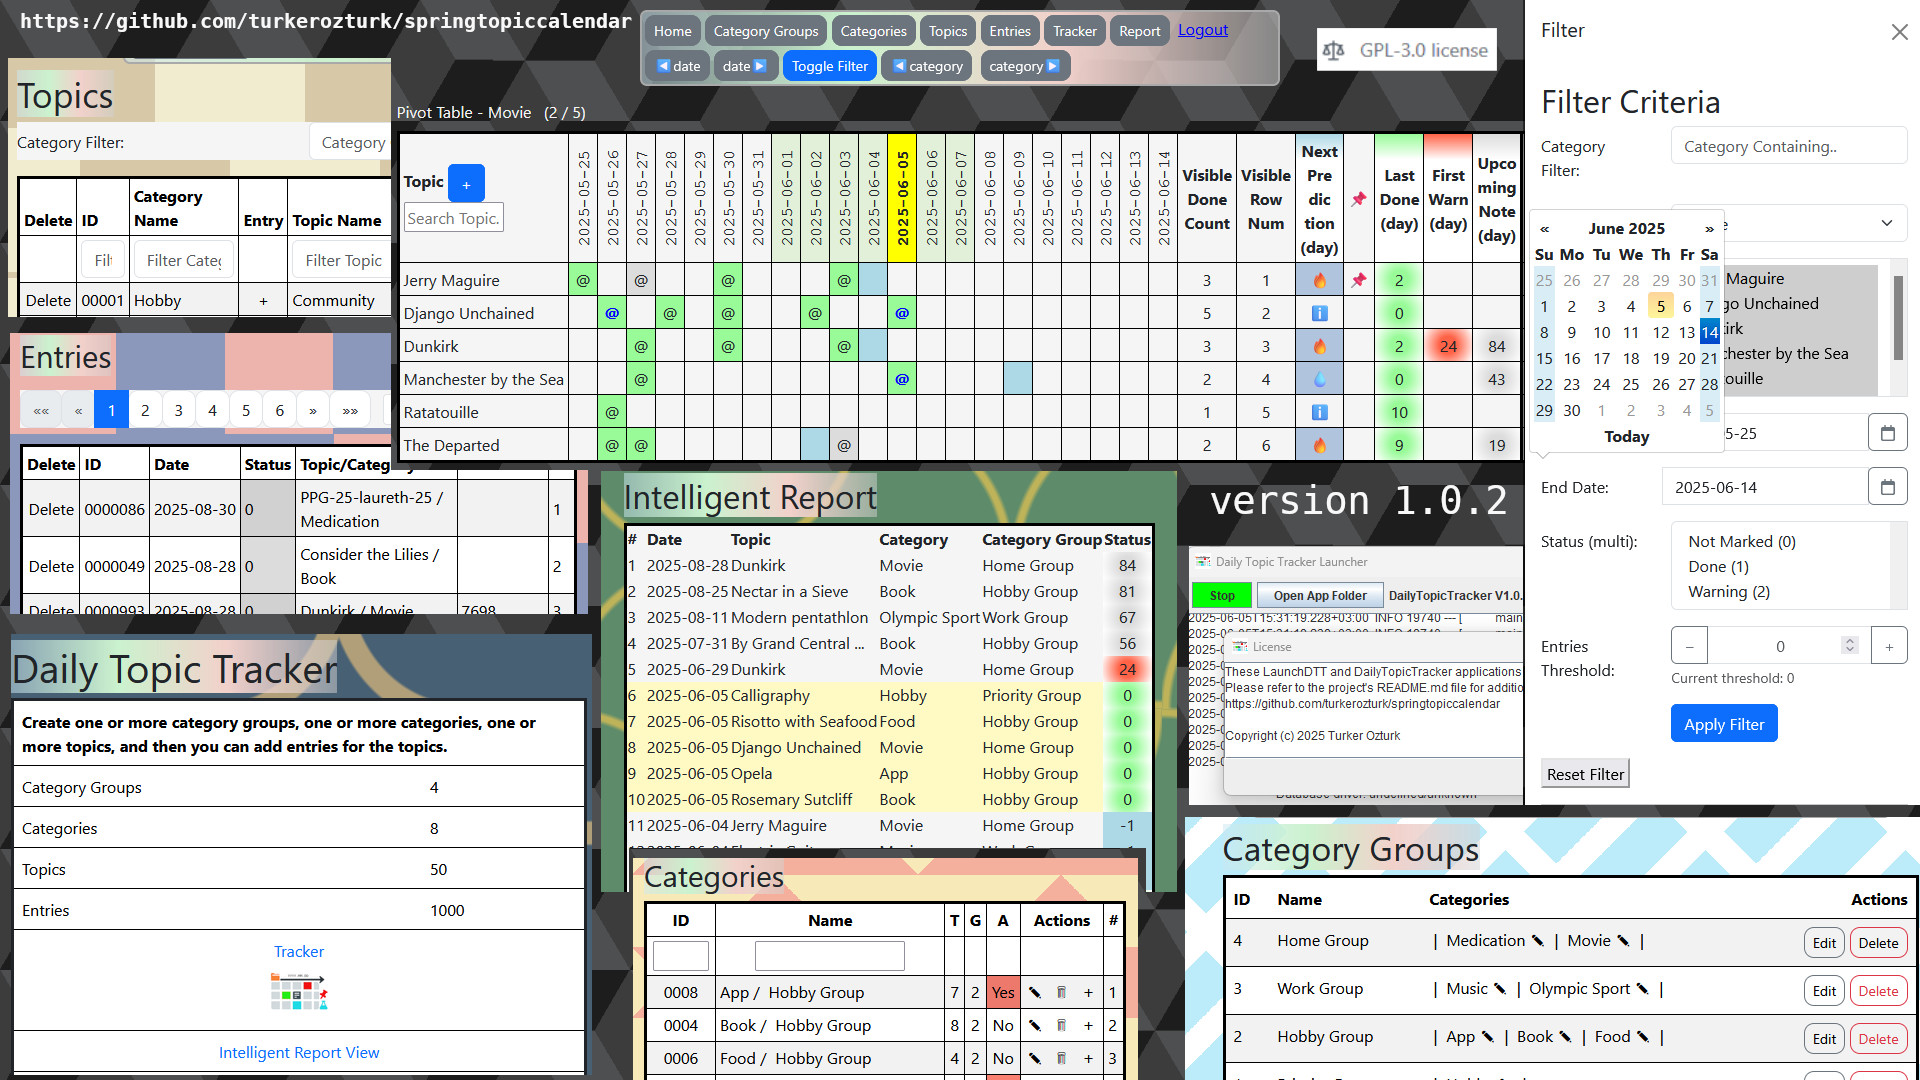 https://github.com/turkerozturk/springtopiccalendar
Home Category Groups Categories Topics Entries Tracker Report Logout
◀ date date ▶ Toggle Filter ◀ category category ▶
GPL-3.0 license
Topics
Category Filter: Category
Delete ID Category Name Entry Topic Name
Filter Topic
Delete 00001 Hobby + Community
Pivot Table - Movie (2 / 5)
Topic + 2025-05-25 2025-05-26 2025-05-27 2025-05-28 2025-05-29 2025-05-30 2025-05-31 2025-06-01 2025-06-02 2025-06-03 2025-06-04 2025-06-05 2025-06-06 2025-06-07 2025-06-08 2025-06-09 2025-06-10 2025-06-11 2025-06-12 2025-06-13 2025-06-14 Visible Done Count Visible Row Num Next Pre dic tion (day) 📌 Last Done (day) First Warn (day) Upco ming Note (day)
Search Topic.
Jerry Maguire @ @ @ @ 3 1 🔥 📌 2
Django Unchained @ @ @ @ @ 5 2 ℹ 0
Dunkirk @ @ @ 3 3 🔥 2 24 84
Manchester by the Sea @ @ 2 4 💧 0 43
Ratatouille @ 1 5 ℹ 10
The Departed @ @ @ 2 6 🔥 9 19
Entries
«« « 1 2 3 4 5 6 » »»
Delete ID Date Status Topic/Categ
Delete 0000086 2025-08-30 0 PPG-25-laureth-25 / Medication 1
Delete 0000049 2025-08-28 0 Consider the Lilies / Book 2
Delete 0000993 2025-08-28 0 Dunkirk / Movie 7698 3
Daily Topic Tracker
Create one or more category groups, one or more categories, one or
more topics, and then you can add entries for the topics.
Category Groups 4
Categories 8
Topics 50
Entries 1000
Tracker
Intelligent Report View
Intelligent Report
# Date Topic Category Category Group Status
1 2025-08-28 Dunkirk Movie Home Group 84
2 2025-08-25 Nectar in a Sieve Book Hobby Group 81
3 2025-08-11 Modern pentathlon Olympic Sport Work Group 67
4 2025-07-31 By Grand Central ... Book Hobby Group 56
5 2025-06-29 Dunkirk Movie Home Group 24
6 2025-06-05 Calligraphy Hobby Priority Group 0
7 2025-06-05 Risotto with Seafood Food Hobby Group 0
8 2025-06-05 Django Unchained Movie Home Group 0
9 2025-06-05 Opela App Hobby Group 0
10 2025-06-05 Rosemary Sutcliff Book Hobby Group 0
11 2025-06-04 Jerry Maguire Movie Home Group -1
Categories
ID Name T G A Actions #
0008 App / Hobby Group 7 2 Yes + 1
0004 Book / Hobby Group 8 2 No + 2
0006 Food / Hobby Group 4 2 No + 3
version 1.0.2
Daily Topic Tracker Launcher
Stop Open App Folder DailyTopicTracker V1.0.
2025-06-05T15:31:19.228+03:00 INFO 19740 --- [ main
License
These LaunchDTT and DailyTopicTracker applications
Please refer to the project's README.md file for additio
https://github.com/turkerozturk/springtopiccalendar
Copyright (c) 2025 Turker Ozturk
Database driver: undefined/unknown
Filter
Filter Criteria
Category Filter: Category Containing..
« June 2025 »
Su Mo Tu We Th Fr Sa
25 26 27 28 29 30 31
1 2 3 4 5 6 7
8 9 10 11 12 13 14
15 16 17 18 19 20 21
22 23 24 25 26 27 28
29 30 1 2 3 4 5
Today
Maguire
go Unchained
irk
chester by the Sea
ouille
5-25
End Date: 2025-06-14
Status (multi): Not Marked (0)
Done (1)
Warning (2)
Entries Threshold: − 0 +
Current threshold: 0
Apply Filter
Reset Filter
Category Groups
ID Name Categories Actions
4 Home Group | Medication | Movie | Edit Delete
3 Work Group | Music | Olympic Sport | Edit Delete
2 Hobby Group | App | Book | Food | Edit Delete